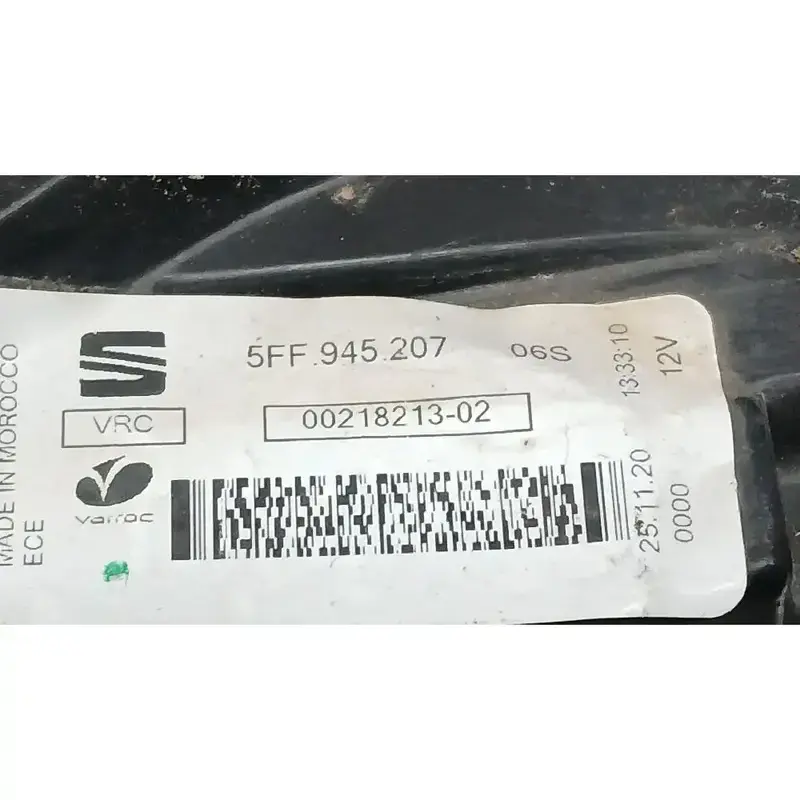 5FF.945.207 06S
VRC
00218213-02
varroc
MADE IN MOROCCO
ECE
13:33:10
12V
25.11.20
0000